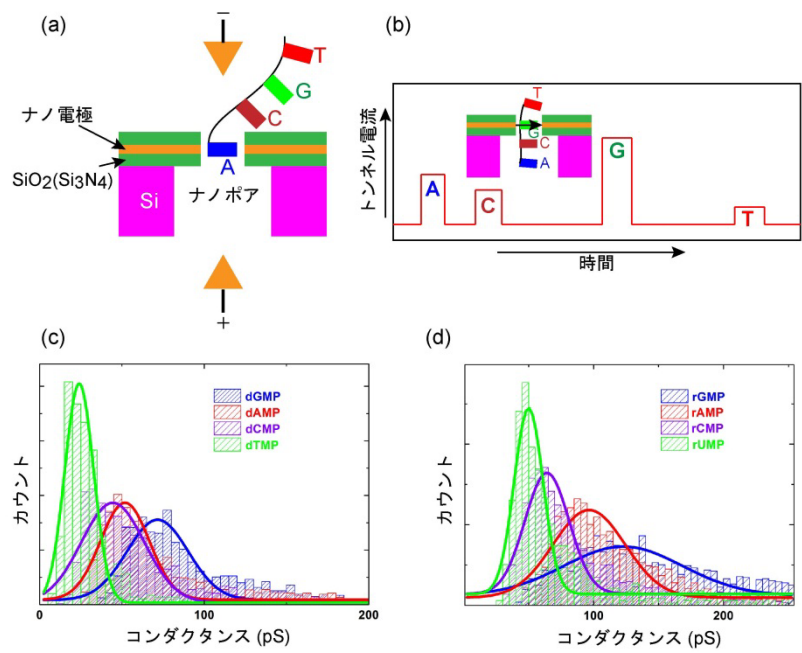 (a)
−
T
G
C
A
ナノ電極
SiO2(Si3N4)
ナノポア
Si
+
(b)
トンネル電流
T
G
C
A
A
C
G
T
時間
(c)
カウント
dGMP
dAMP
dCMP
dTMP
0
100
200
コンダクタンス (pS)
(d)
カウント
rGMP
rAMP
rCMP
rUMP
100
200
コンダクタンス (pS)